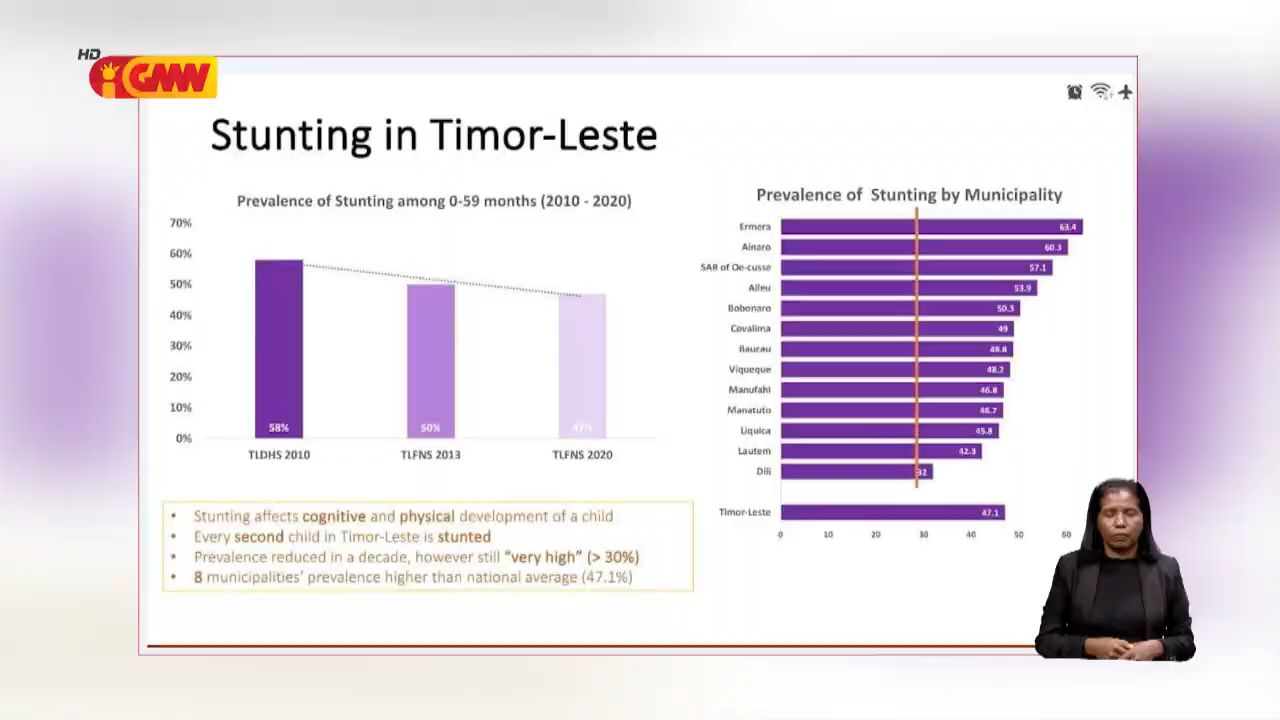 HD
GMN
Stunting in Timor-Leste
Prevalence of Stunting among 0-59 months (2010 - 2020)
70%
60%
50%
40%
30%
20%
10%
0%
58%
50%
47%
TLDHS 2010
TLFNS 2013
TLFNS 2020
• Stunting affects cognitive and physical development of a child
• Every second child in Timor-Leste is stunted
• Prevalence reduced in a decade, however still “very high” (> 30%)
• 8 municipalities’ prevalence higher than national average (47.1%)
Prevalence of Stunting by Municipality
Ermera 63.4
Ainaro 60.3
SAR of Oe-cusse 57.1
Aileu 53.9
Bobonaro 50.3
Covalima 49
Baucau 48.8
Viqueque 48.2
Manufahi 46.8
Manatuto 46.7
Liquica 45.8
Lautem 42.3
Dili 32
Timor-Leste 47.1
0 10 20 30 40 50 60